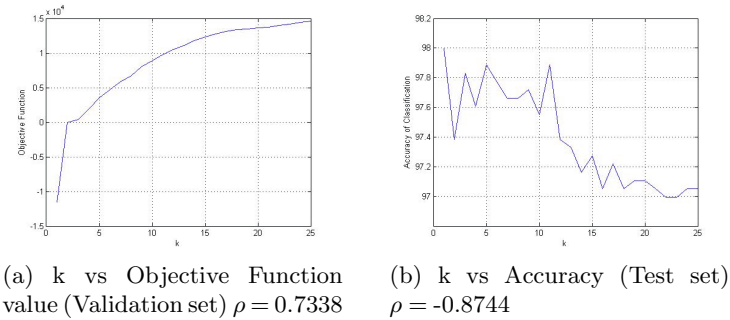 x 10^4
1.5
1
0.5
0
-0.5
-1
-1.5
0 5 10 15 20 25
k
Objective Function
98.2
98
97.8
97.6
97.4
97.2
97
0 5 10 15 20 25
k
Accuracy of Classification
(a) k vs Objective Function
value (Validation set) ρ = 0.7338
(b) k vs Accuracy (Test set)
ρ = -0.8744